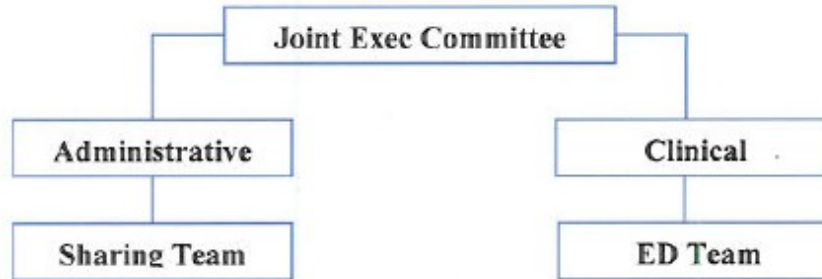 Joint Exec Committee
Administrative
Clinical
Sharing Team
ED Team